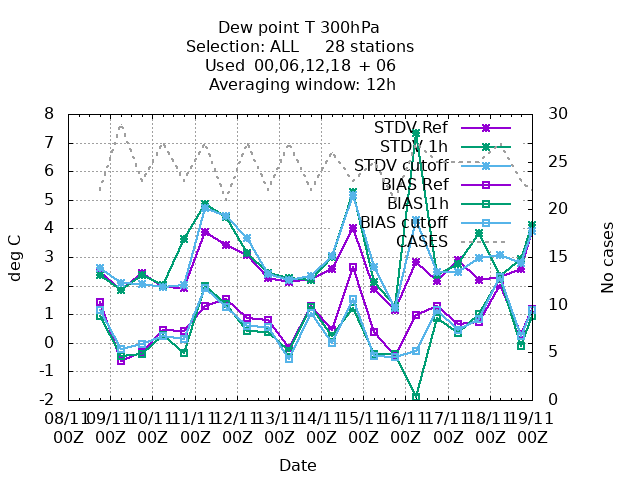 Dew point T 300hPa
Selection: ALL 28 stations
Used 00,06,12,18 + 06
Averaging window: 12h
deg C
8
7
6
5
4
3
2
1
0
-1
-2
30
25
20
15
10
5
0
No cases
STDV Ref
STDV 1h
STDV cutoff
BIAS Ref
BIAS 1h
BIAS cutoff
CASES
08/11 09/11 10/11 11/11 12/11 13/11 14/11 15/11 16/11 17/11 18/11 19/11
00Z 00Z 00Z 00Z 00Z 00Z 00Z 00Z 00Z 00Z 00Z 00Z
Date